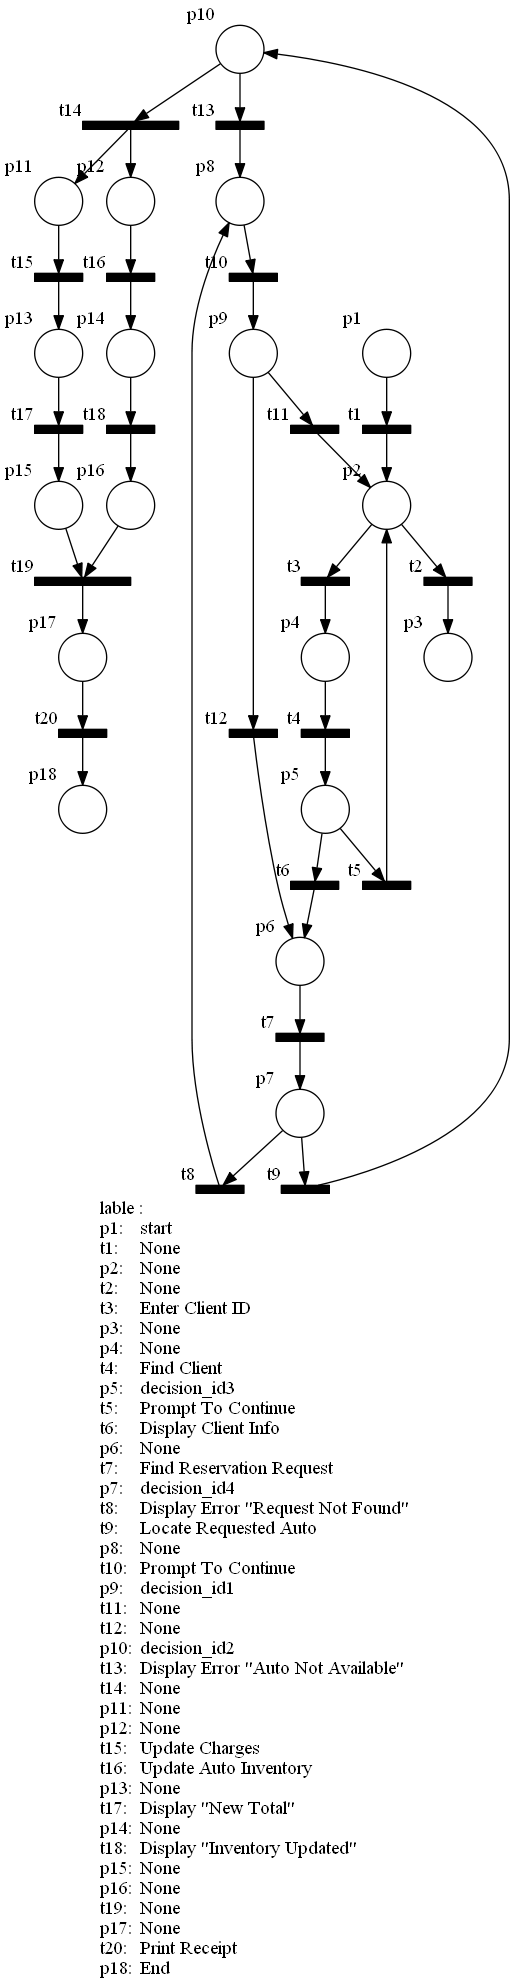 p10
t14
t13
p11
p12
p8
t15
t16
t10
p13
p14
p9
p1
t17
t18
t11
t1
p15
p16
p2
t19
t3
t2
p17
p4
p3
t20
t12
t4
p18
p5
t6
t5
p6
t7
p7
t8
t9
lable :
p1: start
t1: None
p2: None
t2: None
t3: Enter Client ID
p3: None
p4: None
t4: Find Client
p5: decision_id3
t5: Prompt To Continue
t6: Display Client Info
p6: None
t7: Find Reservation Request
p7: decision_id4
t8: Display Error "Request Not Found"
t9: Locate Requested Auto
p8: None
t10: Prompt To Continue
p9: decision_id1
t11: None
t12: None
p10: decision_id2
t13: Display Error "Auto Not Available"
t14: None
p11: None
p12: None
t15: Update Charges
t16: Update Auto Inventory
p13: None
t17: Display "New Total"
p14: None
t18: Display "Inventory Updated"
p15: None
p16: None
t19: None
p17: None
t20: Print Receipt
p18: End